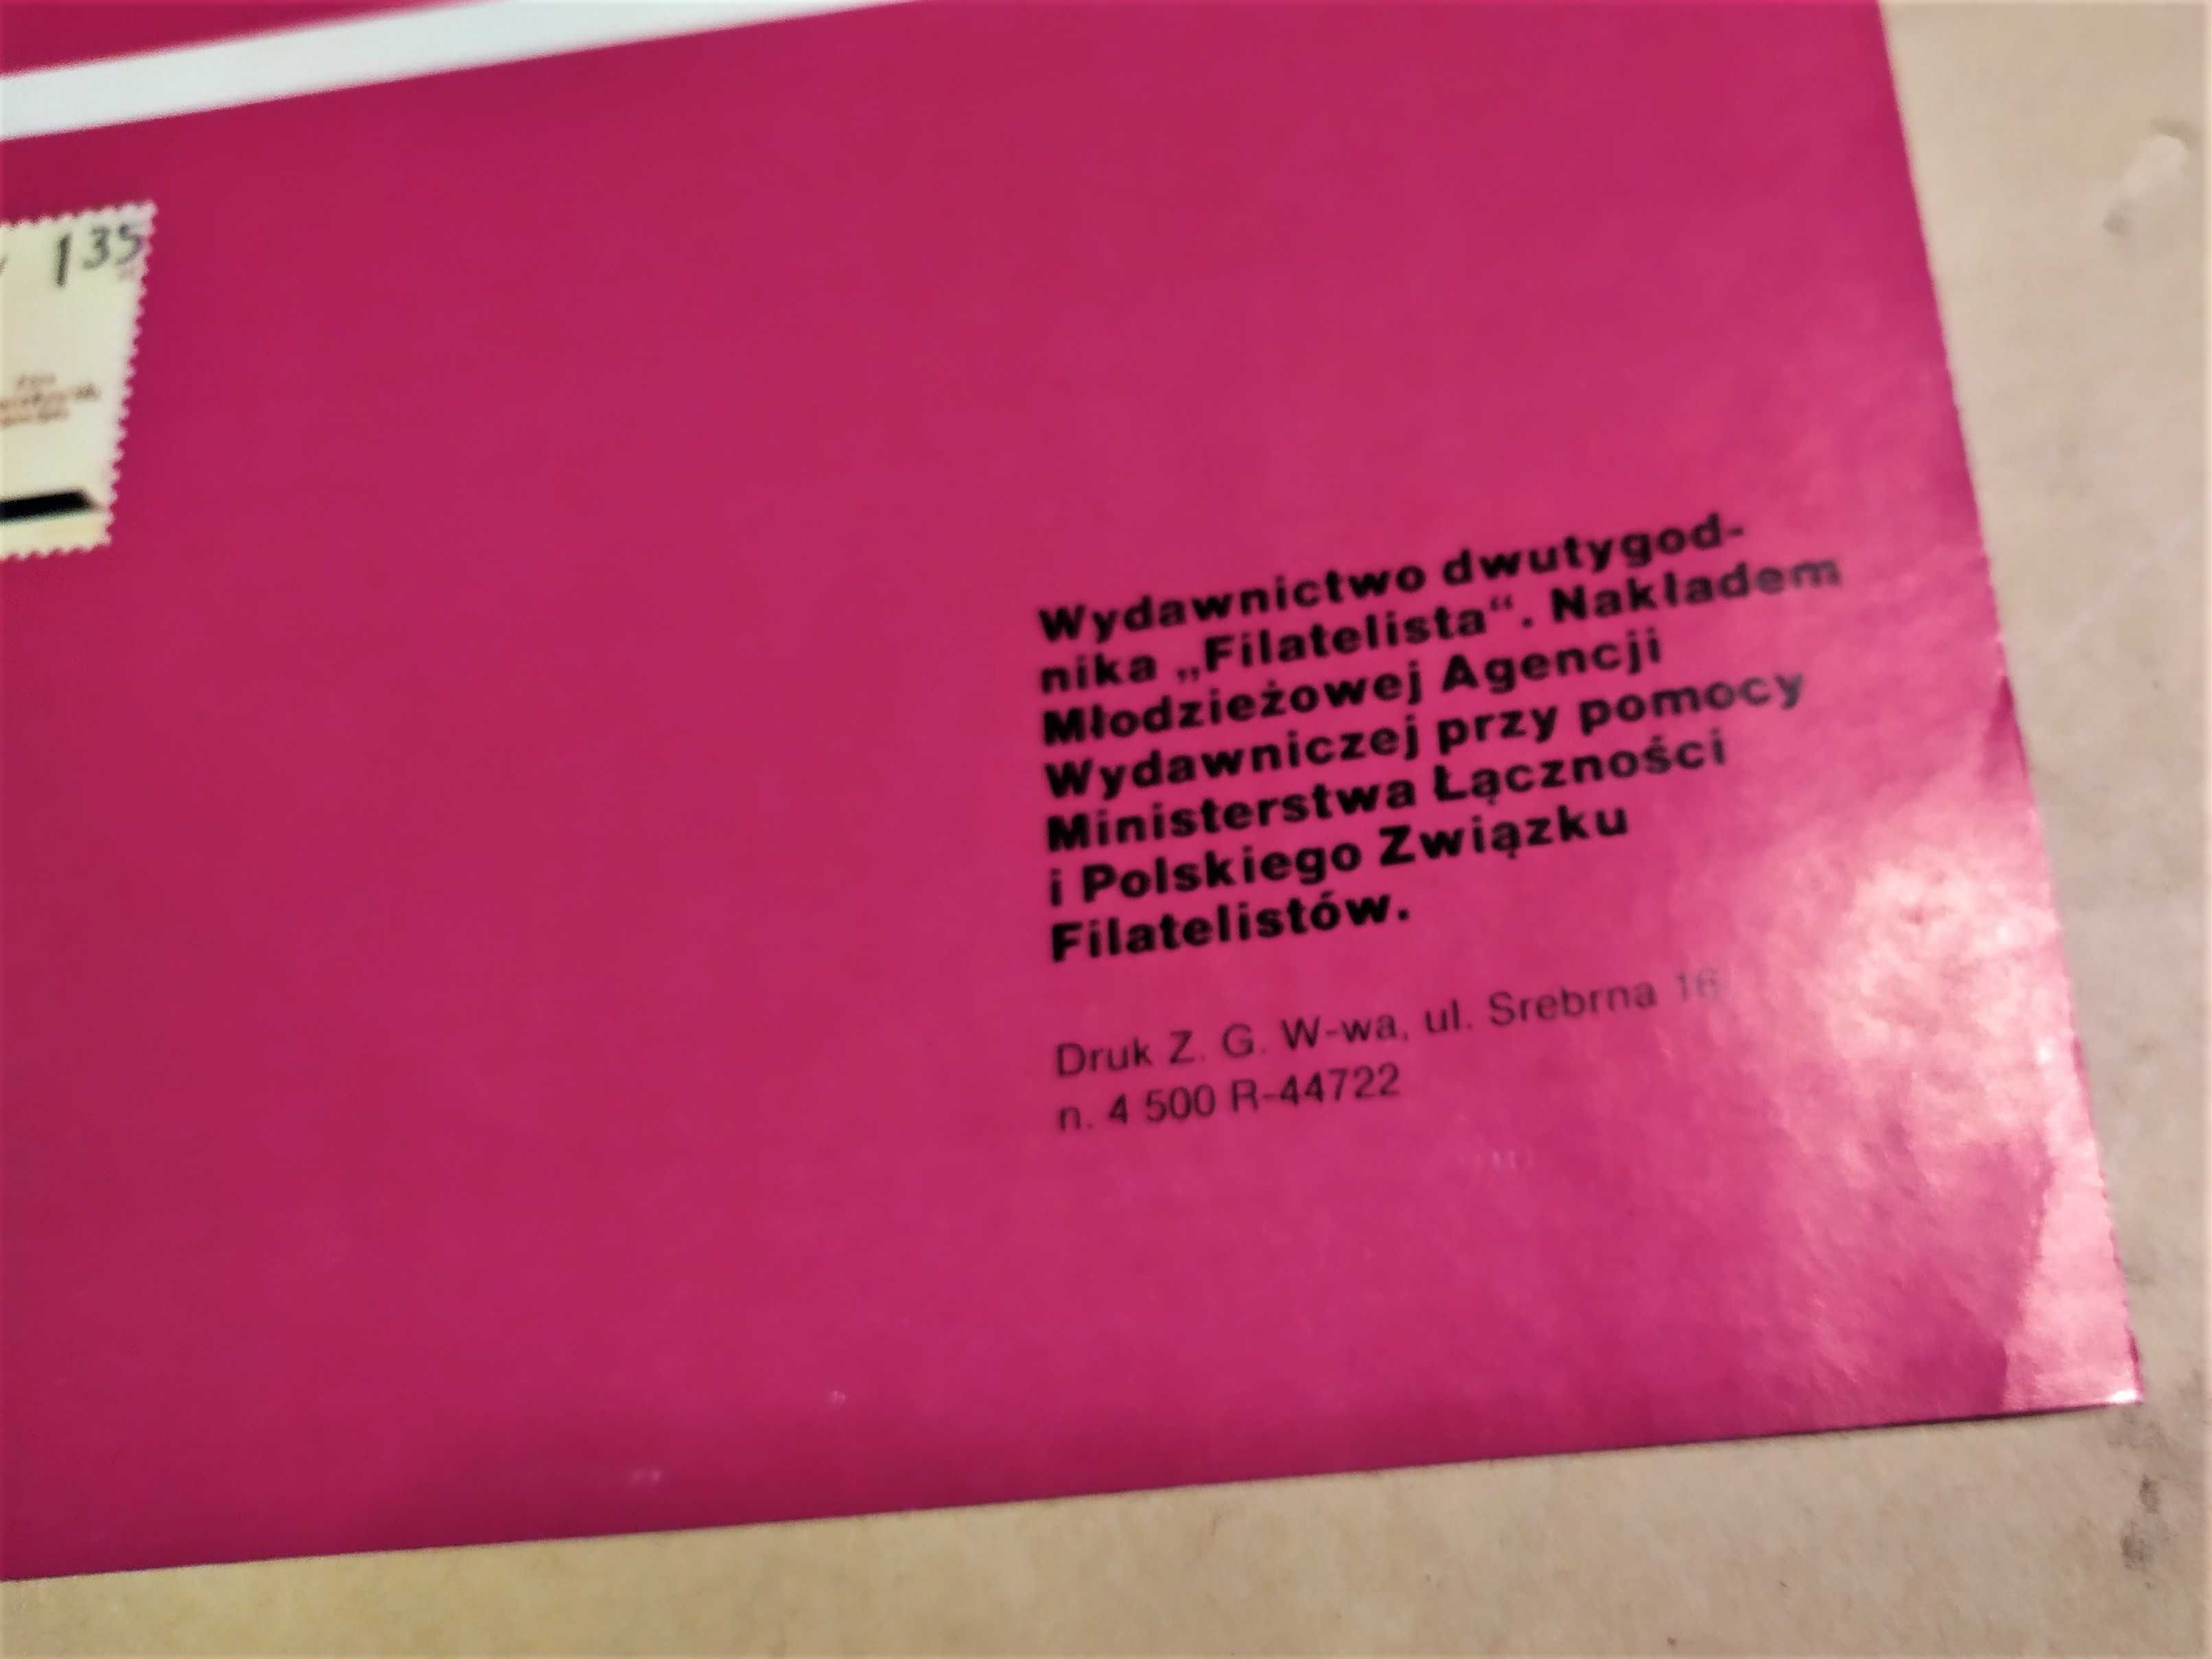 1 35
Wydawnictwo dwutygod-
nika „Filatelista“. Nakładem
Młodzieżowej Agencji
Wydawniczej przy pomocy
Ministerstwa Łączności
i Polskiego Związku
Filatelistów.
Druk Z. G. W-wa, ul. Srebrna 16
n. 4 500 R-44722